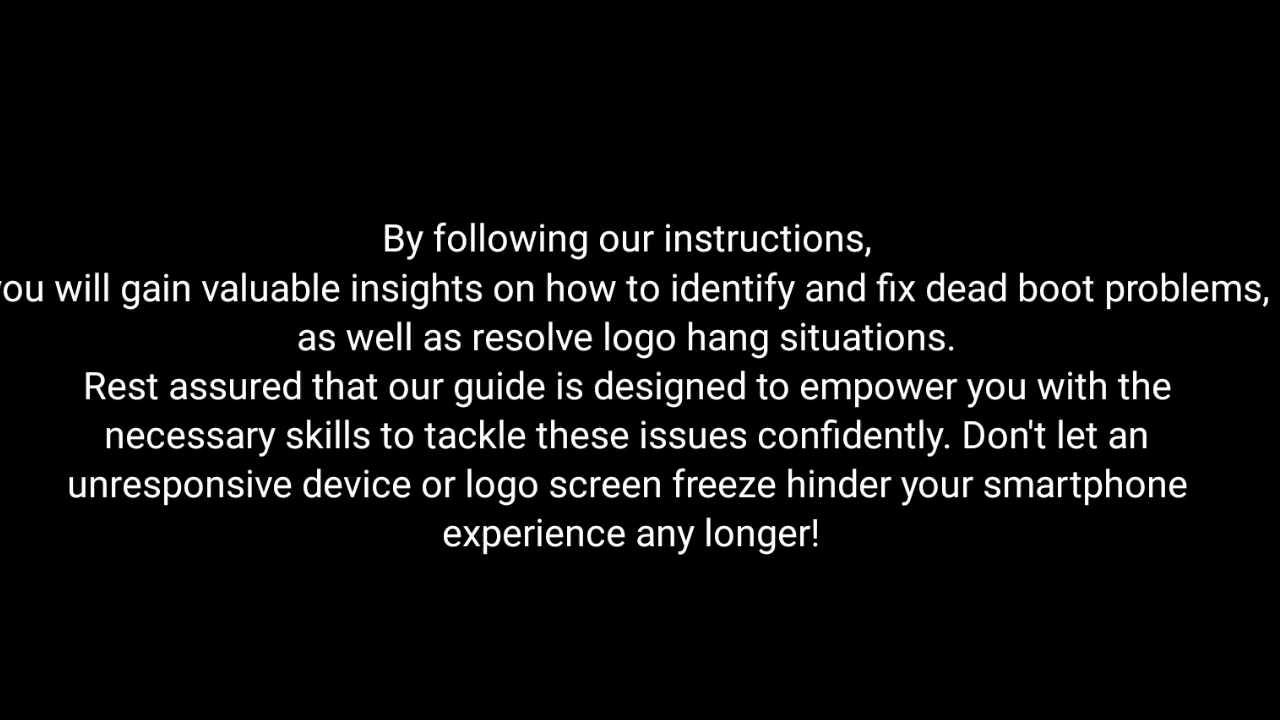 By following our instructions,
you will gain valuable insights on how to identify and fix dead boot problems,
as well as resolve logo hang situations.
Rest assured that our guide is designed to empower you with the
necessary skills to tackle these issues confidently. Don't let an
unresponsive device or logo screen freeze hinder your smartphone
experience any longer!